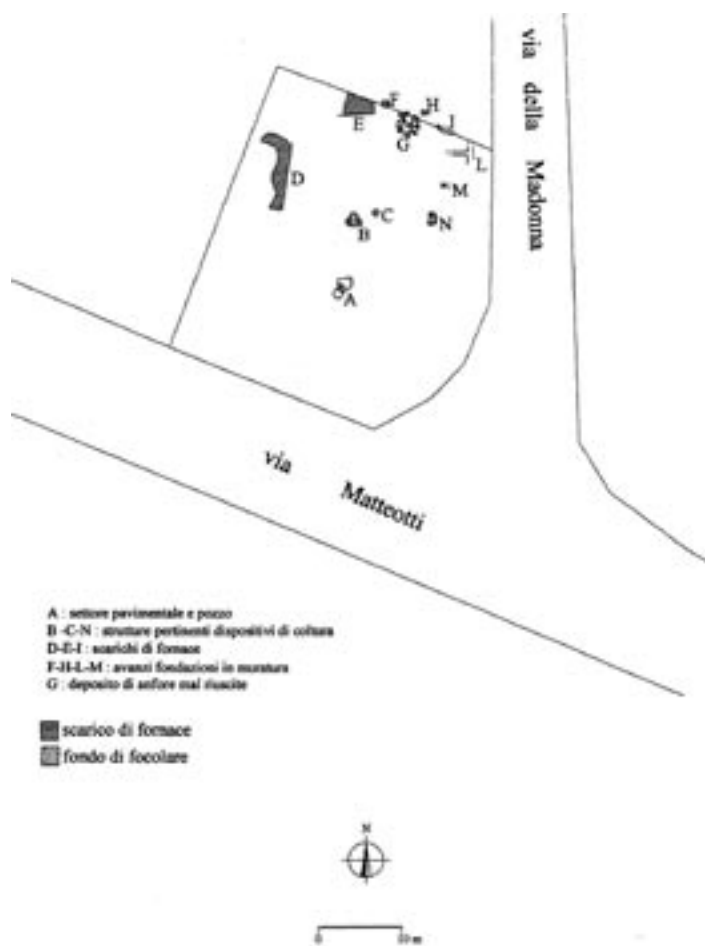 via della Madonna
F
H
E
G
I
L
D
M
C
B
N
A
via Matteotti
A : settore pavimentale e pozzo
B -C-N : strutture pertinenti dispositivi di cottura
D-E-I : scarichi di fornace
F-H-L-M : avanzi fondazioni in muratura
G : deposito di anfore mal riuscite
scarico di fornace
fondo di focolare
N
0 10 m